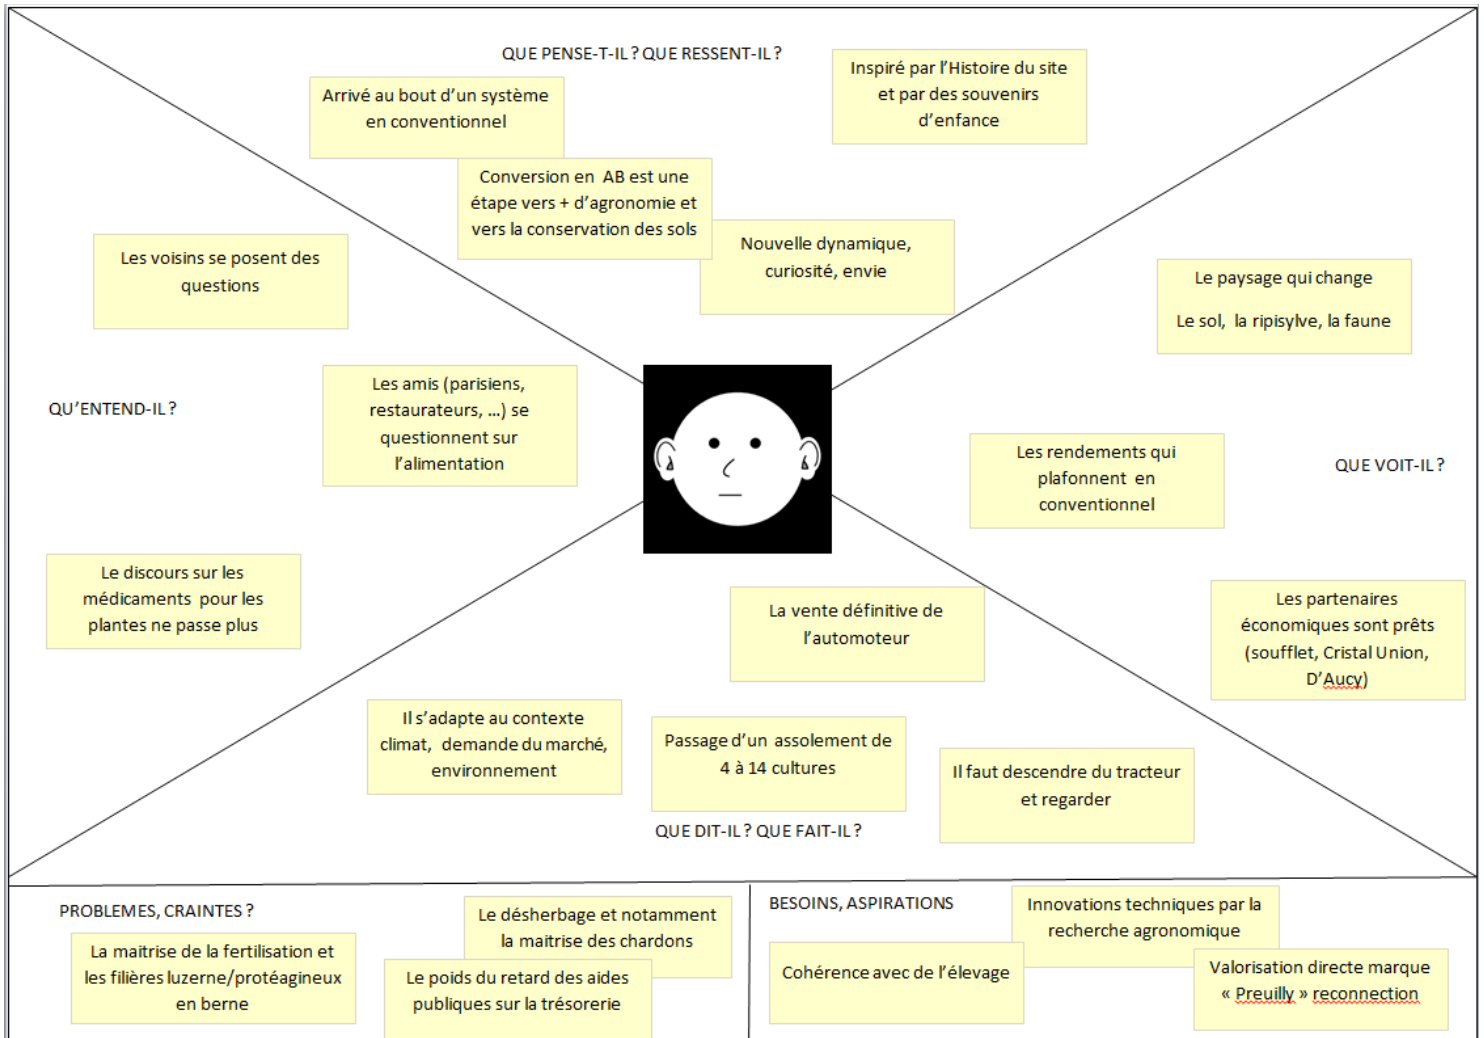 QUE PENSE-T-IL ? QUE RESSENT-IL ?
Arrivé au bout d’un système
en conventionnel
Inspiré par l’Histoire du site
et par des souvenirs
d’enfance
Conversion en AB est une
étape vers + d’agronomie et
vers la conservation des sols
Nouvelle dynamique,
curiosité, envie
Les voisins se posent des
questions
QU’ENTEND-IL ?
Les amis (parisiens,
restaurateurs, …) se
questionnent sur
l’alimentation
Le discours sur les
médicaments pour les
plantes ne passe plus
Le paysage qui change
Le sol, la ripisylve, la faune
QUE VOIT-IL ?
Les rendements qui
plafonnent en
conventionnel
Les partenaires
économiques sont prêts
(soufflet, Cristal Union,
D’Aucy)
La vente définitive de
l’automoteur
Il s’adapte au contexte
climat, demande du marché,
environnement
Passage d’un assolement de
4 à 14 cultures
Il faut descendre du tracteur
et regarder
QUE DIT-IL ? QUE FAIT-IL ?
PROBLEMES, CRAINTES ?
La maitrise de la fertilisation et
les filières luzerne/protéagineux
en berne
Le désherbage et notamment
la maitrise des chardons
Le poids du retard des aides
publiques sur la trésorerie
BESOINS, ASPIRATIONS
Cohérence avec de l’élevage
Innovations techniques par la
recherche agronomique
Valorisation directe marque
« Preuilly » reconnection